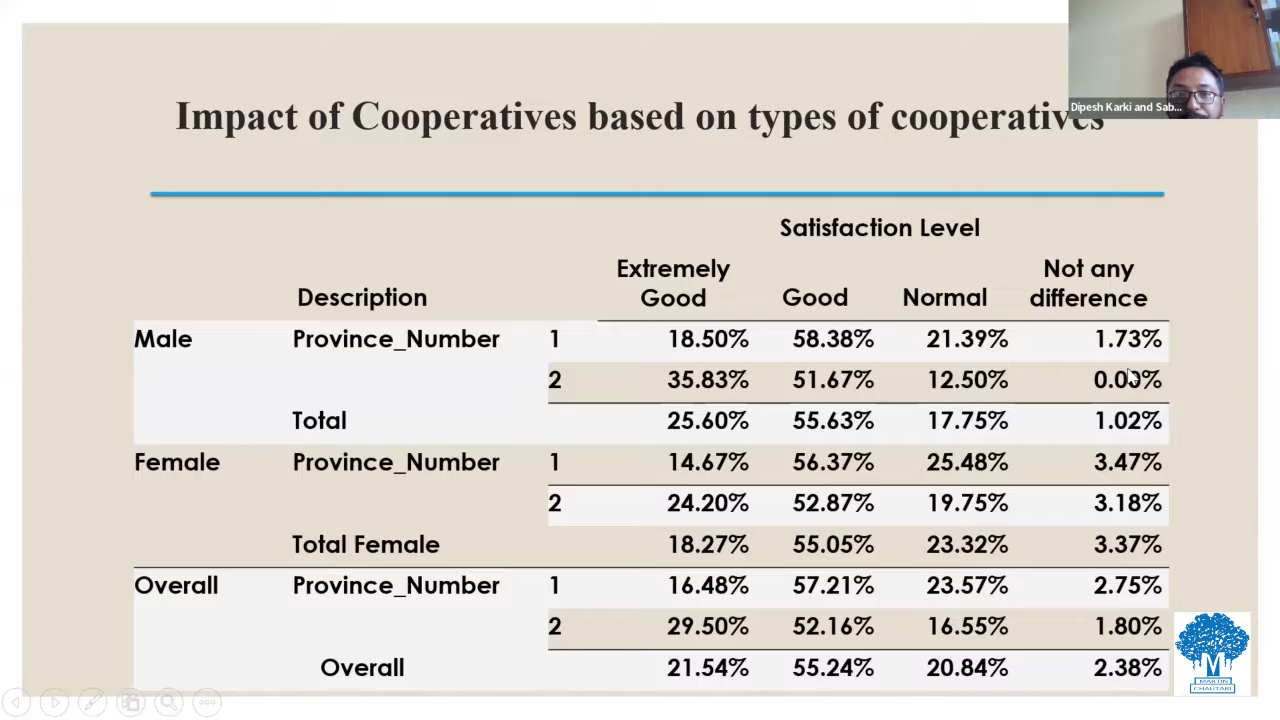 Dipesh Karki and Sab...
Impact of Cooperatives based on types of cooperatives
Satisfaction Level
Description Extremely Good Good Normal Not any difference
Male Province_Number 1 18.50% 58.38% 21.39% 1.73%
2 35.83% 51.67% 12.50%
Total 25.60% 55.63% 17.75% 1.02%
Female Province_Number 1 14.67% 56.37% 25.48% 3.47%
2 24.20% 52.87% 19.75% 3.18%
Total Female 18.27% 55.05% 23.32% 3.37%
Overall Province_Number 1 16.48% 57.21% 23.57% 2.75%
2 29.50% 52.16% 16.55% 1.80%
Overall 21.54% 55.24% 20.84% 2.38%
M
MARTIN
CHAUTARI